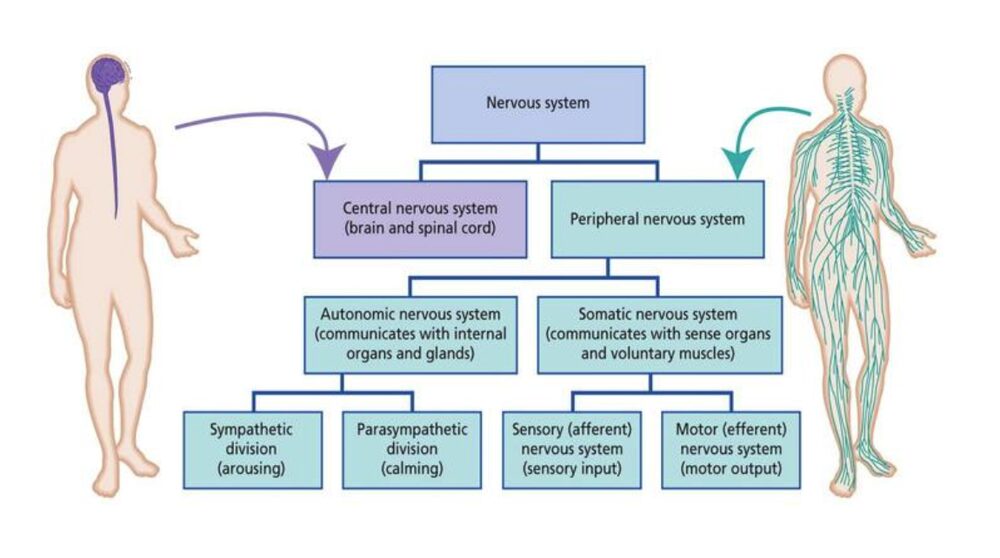 Nervous system
Central nervous system
(brain and spinal cord)
Peripheral nervous system
Autonomic nervous system
(communicates with internal
organs and glands)
Somatic nervous system
(communicates with sense organs
and voluntary muscles)
Sympathetic
division
(arousing)
Parasympathetic
division
(calming)
Sensory (afferent)
nervous system
(sensory input)
Motor (efferent)
nervous system
(motor output)